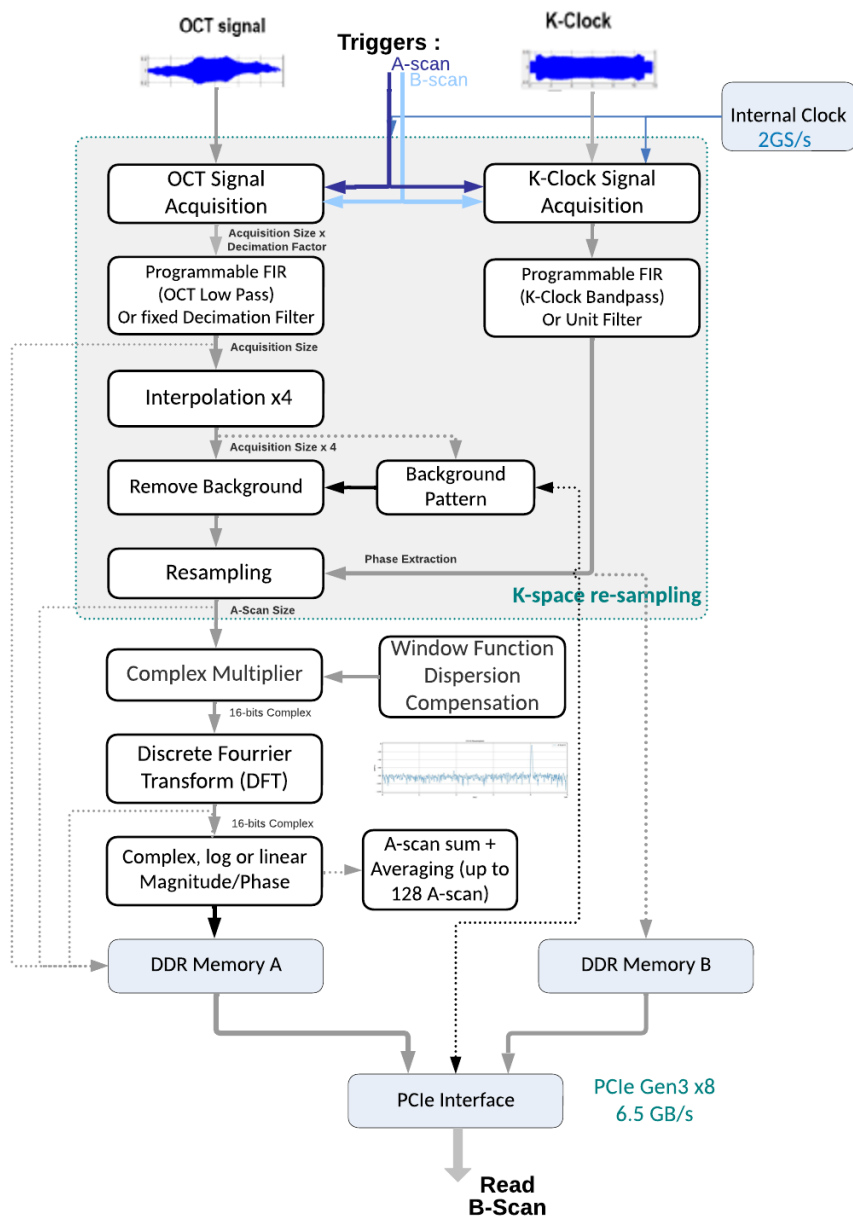 OCT signal
K-Clock
Triggers :
A-scan
B-scan
Internal Clock
2GS/s
OCT Signal
Acquisition
K-Clock Signal
Acquisition
Acquisition Size x
Decimation Factor
Programmable FIR
(OCT Low Pass)
Or fixed Decimation Filter
Programmable FIR
(K-Clock Bandpass)
Or Unit Filter
Acquisition Size
Interpolation x4
Acquisition Size x 4
Remove Background
Background
Pattern
Phase Extraction
Resampling
K-space re-sampling
A-Scan Size
Complex Multiplier
Window Function
Dispersion
Compensation
16-bits Complex
Discrete Fourrier
Transform (DFT)
16-bits Complex
Complex, log or linear
Magnitude/Phase
A-scan sum +
Averaging (up to
128 A-scan)
DDR Memory A
DDR Memory B
PCIe Interface
PCIe Gen3 x8
6.5 GB/s
Read
B-Scan